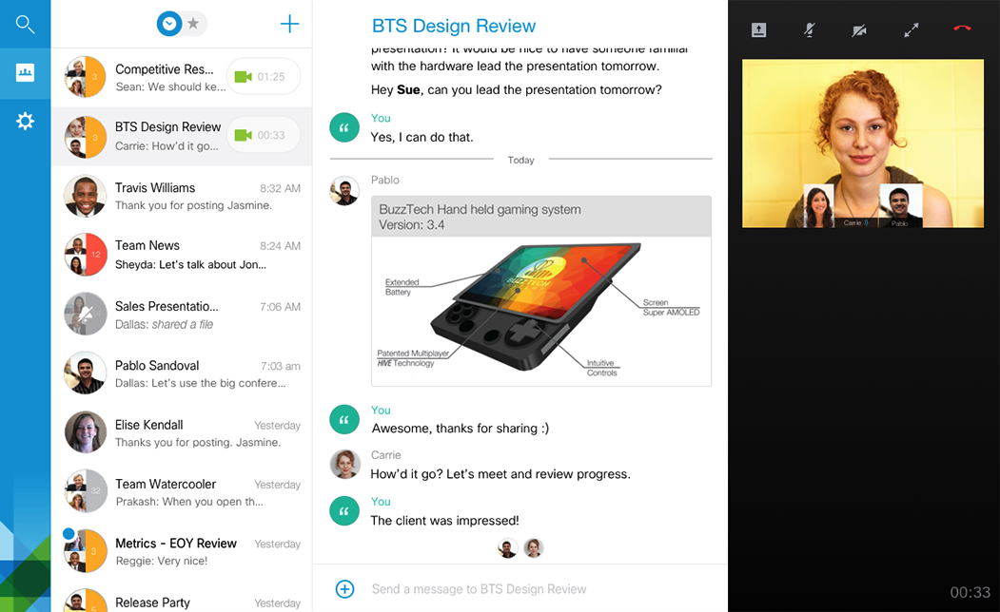 3
Competitive Res...
Sean: We should ke...
01:25
3
BTS Design Review
Carrie: How'd it go...
00:33
Travis Williams
8:32 AM
Thank you for posting Jasmine.
12
Team News
8:24 AM
Sheyda: Let's talk about Jon...
Sales Presentatio...
7:06 AM
Dallas: shared a file
Pablo Sandoval
7:03 am
Dallas: Let's use the big confere...
Elise Kendall
Yesterday
Thanks you for posting. Jasmine.
32
Team Watercooler
Yesterday
Prakash: When you open th...
3
Metrics - EOY Review
Yesterday
Reggie: Very nice!
5
Release Party
Yesterday
BTS Design Review
presentation? It would be nice to have someone familiar
with the hardware lead the presentation tomorrow.
Hey Sue, can you lead the presentation tomorrow?
You
Yes, I can do that.
Today
Pablo
BuzzTech Hand held gaming system
Version: 3.4
Extended
Battery
BUZZTECH
Screen
Super AMOLED
Patented Multiplayer
HIVE Technology
Intuitive
Controls
You
Awesome, thanks for sharing :)
Carrie
How'd it go? Let's meet and review progress.
You
The client was impressed!
Send a message to BTS Design Review
Carrie
Pablo
00:33